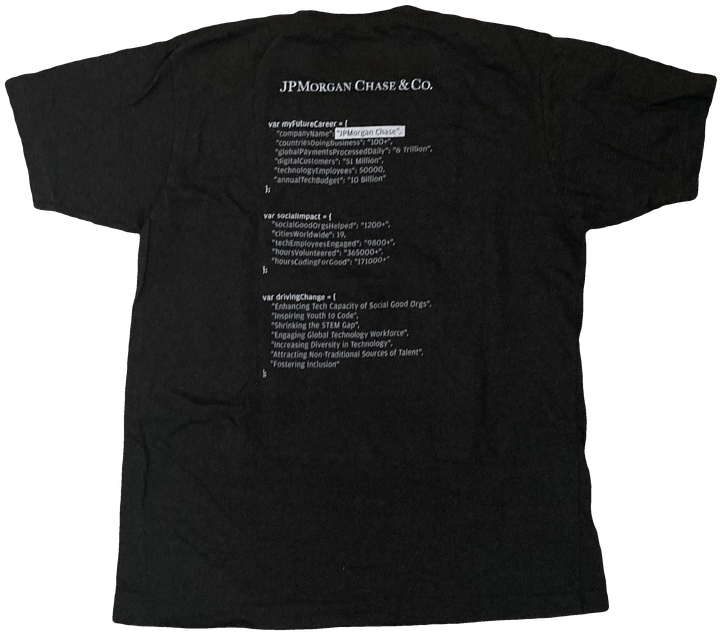 JPMORGAN CHASE & CO.
var myFutureCareer = {
"companyName": "JPMorgan Chase",
"countriesDoingBusiness": "100+",
"globalPaymentsProcessedDaily": "6 Trillion",
"digitalCustomers": "51 Million",
"technologyEmployees": 50000,
"annualTechBudget": "10 Billion"
};
var socialImpact = {
"socialGoodOrgsHelped": "1200+",
"citiesWorldwide": 19,
"techEmployeesEngaged": "9800+",
"hoursVolunteered": "365000+",
"hoursCodingForGood": "171000+"
};
var drivingChange = {
"Enhancing Tech Capacity of Social Good Orgs",
"Inspiring Youth to Code",
"Shrinking the STEM Gap",
"Engaging Global Technology Workforce",
"Increasing Diversity in Technology",
"Attracting Non-Traditional Sources of Talent",
"Fostering Inclusion"
};